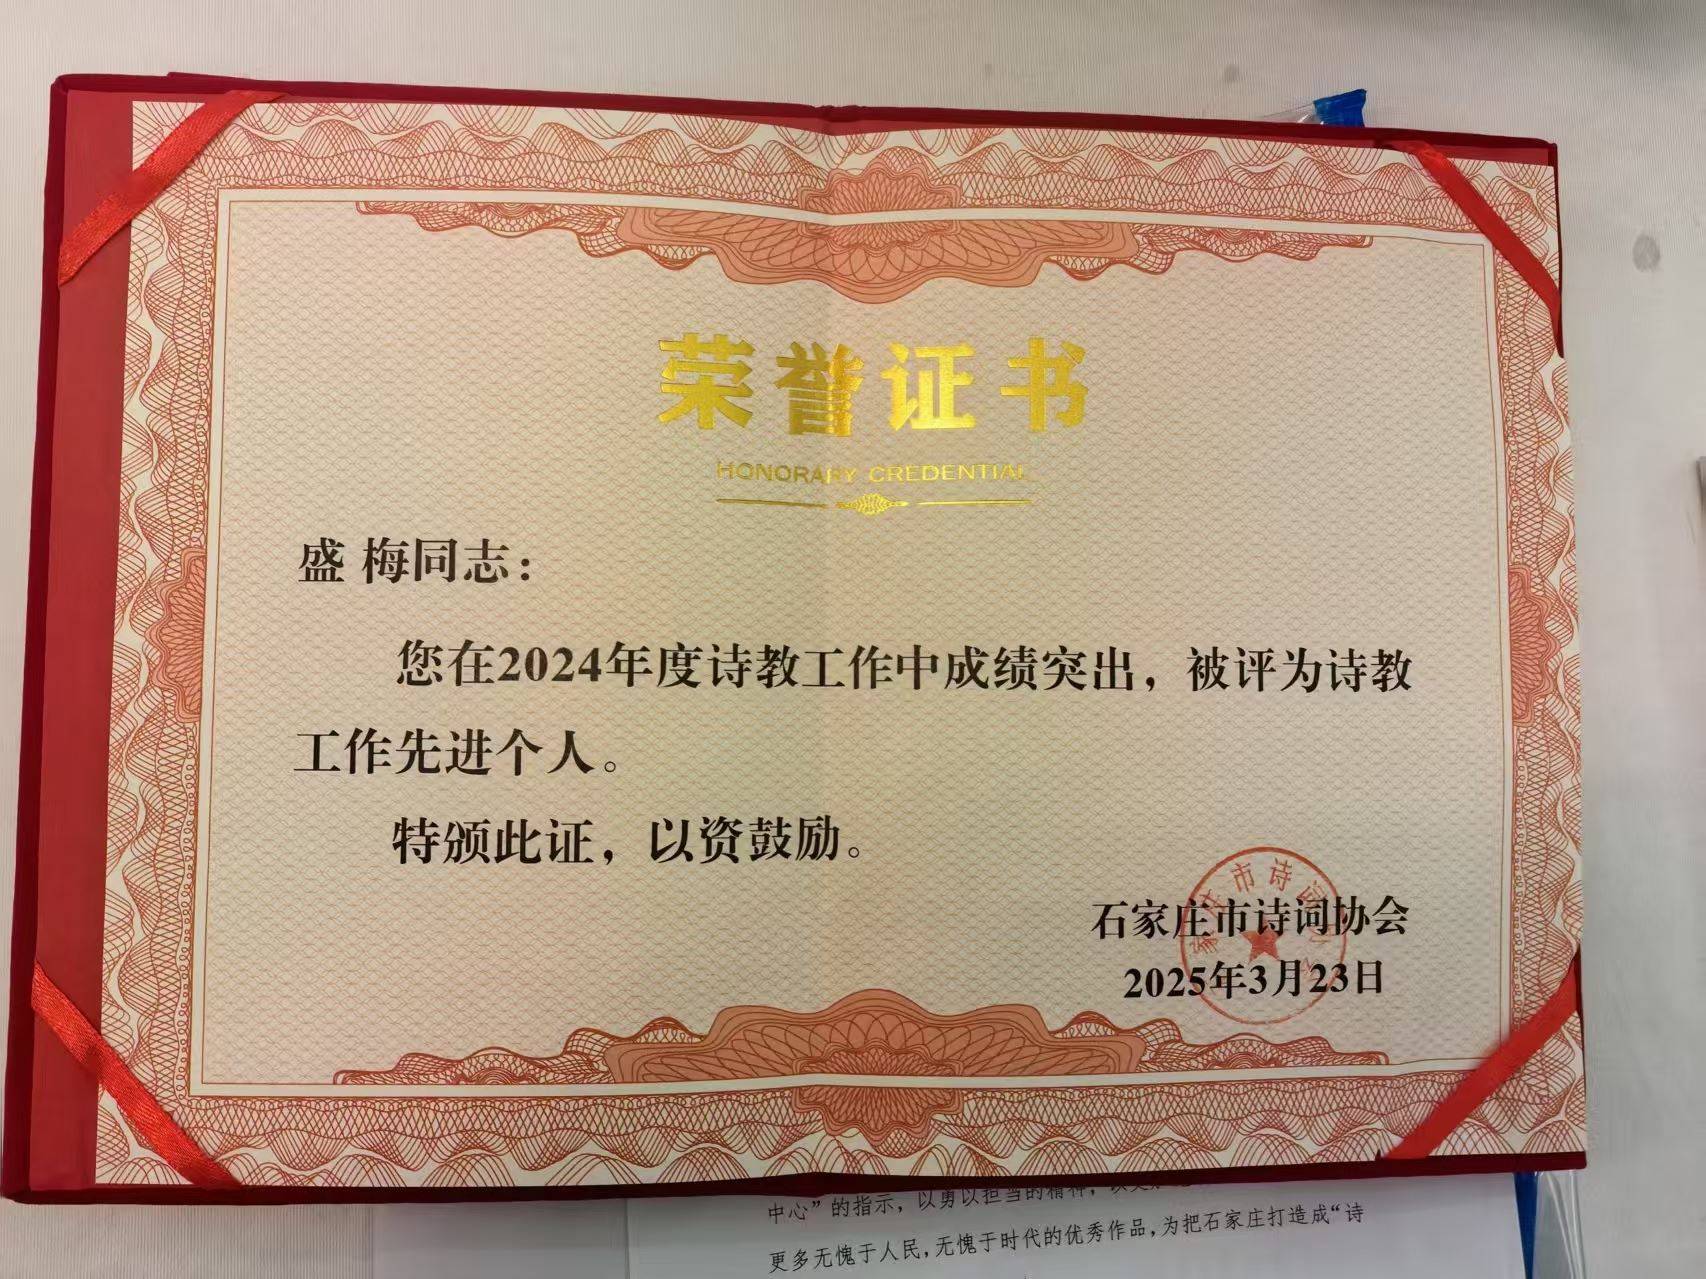 荣誉证书
HONORARY CREDENTIAL
盛 梅同志：
您在2024年度诗教工作中成绩突出，被评为诗教
工作先进个人。
特颁此证，以资鼓励。
石家庄市诗词协会
2025年3月23日
家庄市诗词
中心”的指示，以勇以担当的精神，
更多无愧于人民，无愧于时代的优秀作品，为把石家庄打造成“诗